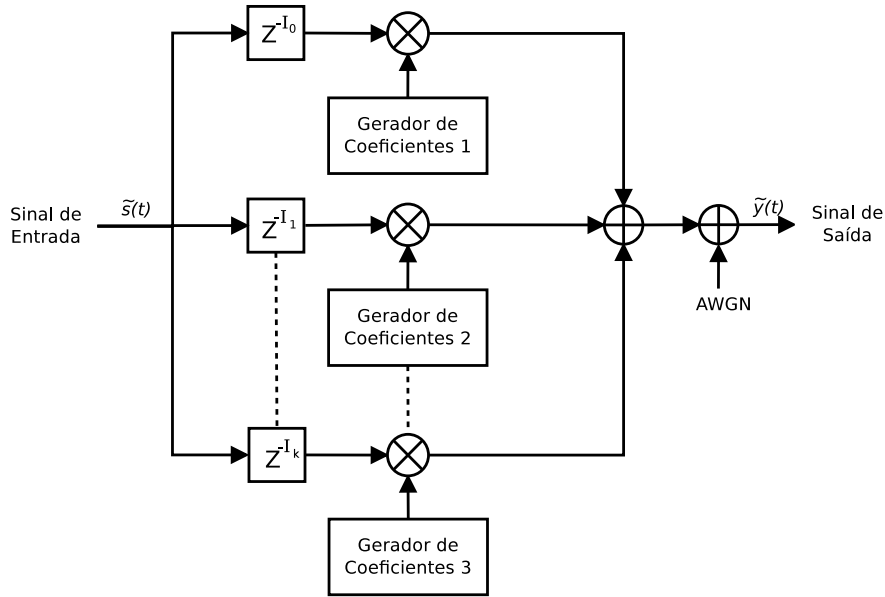 Z^-I₀
Gerador de
Coeficientes 1
Sinal de
Entrada
s̃(t)
Z^-I₁
Gerador de
Coeficientes 2
ỹ(t)
Sinal de
Saída
AWGN
Z^-Iₖ
Gerador de
Coeficientes 3